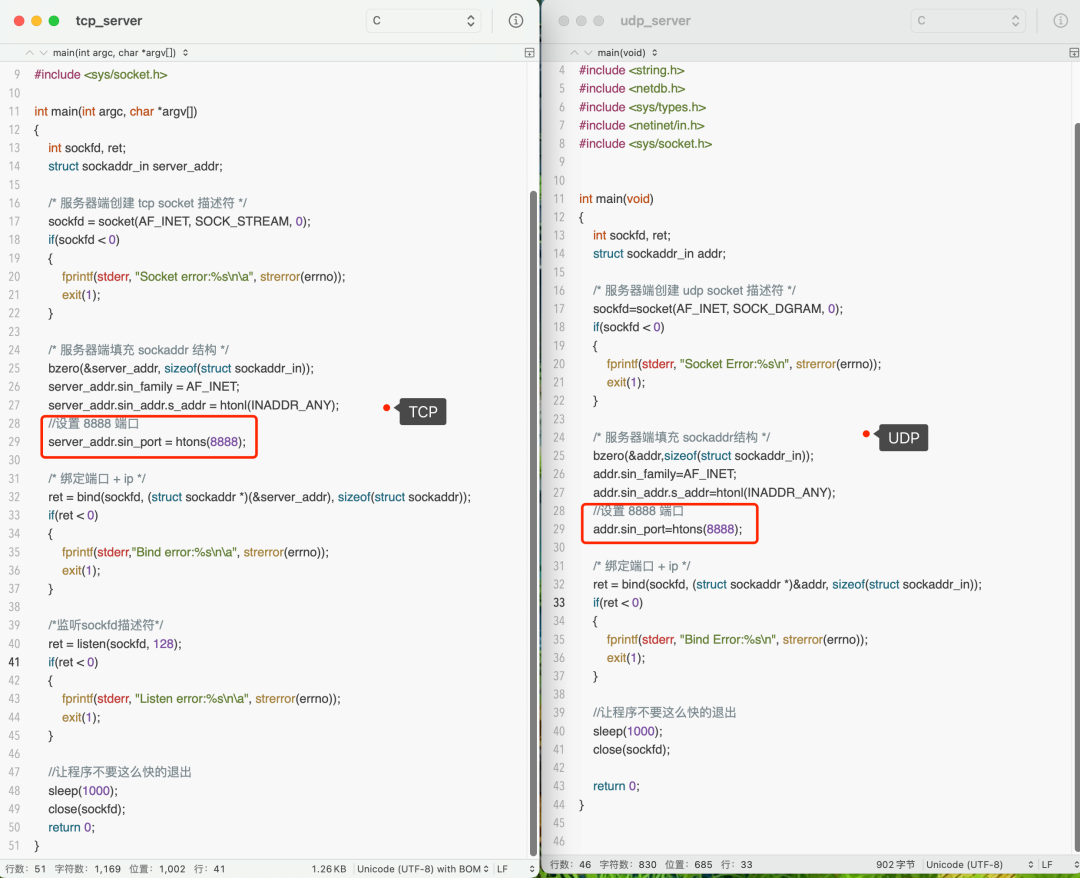 tcp_server
C
main(int argc, char *argv[])
9 #include <sys/socket.h>
10
11 int main(int argc, char *argv[])
12 {
13 int sockfd, ret;
14 struct sockaddr_in server_addr;
15
16 /* 服务器端创建 tcp socket 描述符 */
17 sockfd = socket(AF_INET, SOCK_STREAM, 0);
18 if(sockfd < 0)
19 {
20 fprintf(stderr, "Socket error:%s\n\a", strerror(errno));
21 exit(1);
22 }
23
24 /* 服务器端填充 sockaddr 结构 */
25 bzero(&server_addr, sizeof(struct sockaddr_in));
26 server_addr.sin_family = AF_INET;
27 server_addr.sin_addr.s_addr = htonl(INADDR_ANY);
TCP
28 //设置 8888 端口
29 server_addr.sin_port = htons(8888);
30
31 /* 绑定端口 + ip */
32 ret = bind(sockfd, (struct sockaddr *)(&server_addr), sizeof(struct sockaddr));
33 if(ret < 0)
34 {
35 fprintf(stderr,"Bind error:%s\n\a", strerror(errno));
36 exit(1);
37 }
38
39 /*监听sockfd描述符*/
40 ret = listen(sockfd, 128);
41 if(ret < 0)
42 {
43 fprintf(stderr, "Listen error:%s\n\a", strerror(errno));
44 exit(1);
45 }
46
47 //让程序不要这么快的退出
48 sleep(1000);
49 close(sockfd);
50 return 0;
51 }
行数: 51 字符数: 1,169 位置: 1,002 行: 41 1.26 KB Unicode (UTF-8) with BOM LF
udp_server
C
main(void)
4 #include <string.h>
5 #include <netdb.h>
6 #include <sys/types.h>
7 #include <netinet/in.h>
8 #include <sys/socket.h>
9
10
11 int main(void)
12 {
13 int sockfd, ret;
14 struct sockaddr_in addr;
15
16 /* 服务器端创建 udp socket 描述符 */
17 sockfd=socket(AF_INET, SOCK_DGRAM, 0);
18 if(sockfd < 0)
19 {
20 fprintf(stderr, "Socket Error:%s\n", strerror(errno));
21 exit(1);
22 }
23
24 /* 服务器端填充 sockaddr结构 */
UDP
25 bzero(&addr,sizeof(struct sockaddr_in));
26 addr.sin_family=AF_INET;
27 addr.sin_addr.s_addr=htonl(INADDR_ANY);
28 //设置 8888 端口
29 addr.sin_port=htons(8888);
30
31 /* 绑定端口 + ip */
32 ret = bind(sockfd, (struct sockaddr *)&addr, sizeof(struct sockaddr_in));
33 if(ret < 0)
34 {
35 fprintf(stderr, "Bind Error:%s\n", strerror(errno));
36 exit(1);
37 }
38
39 //让程序不要这么快的退出
40 sleep(1000);
41 close(sockfd);
42
43 return 0;
44 }
45
46
行数: 46 字符数: 830 位置: 685 行: 33 902 字节 Unicode (UTF-8) LF